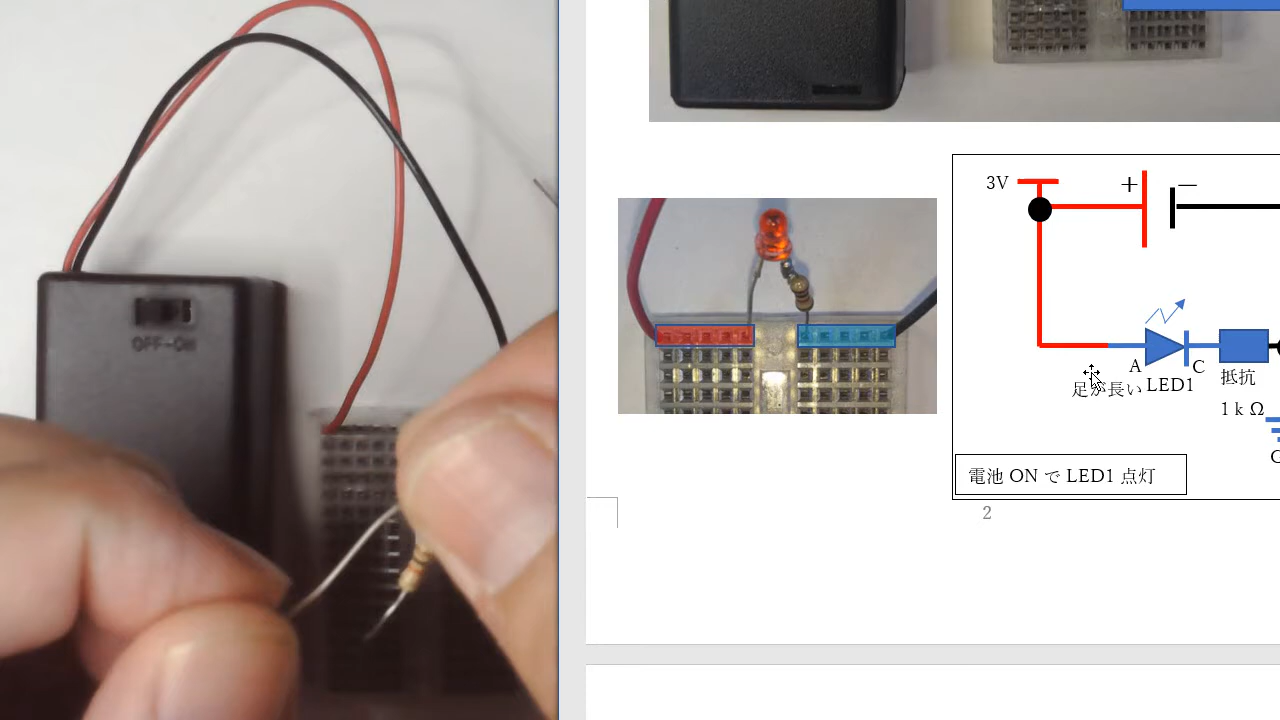 OFF-ON
3V
+
−
A
C
足が長い
LED1
抵抗
1ｋΩ
電池 ON で LED1 点灯
2